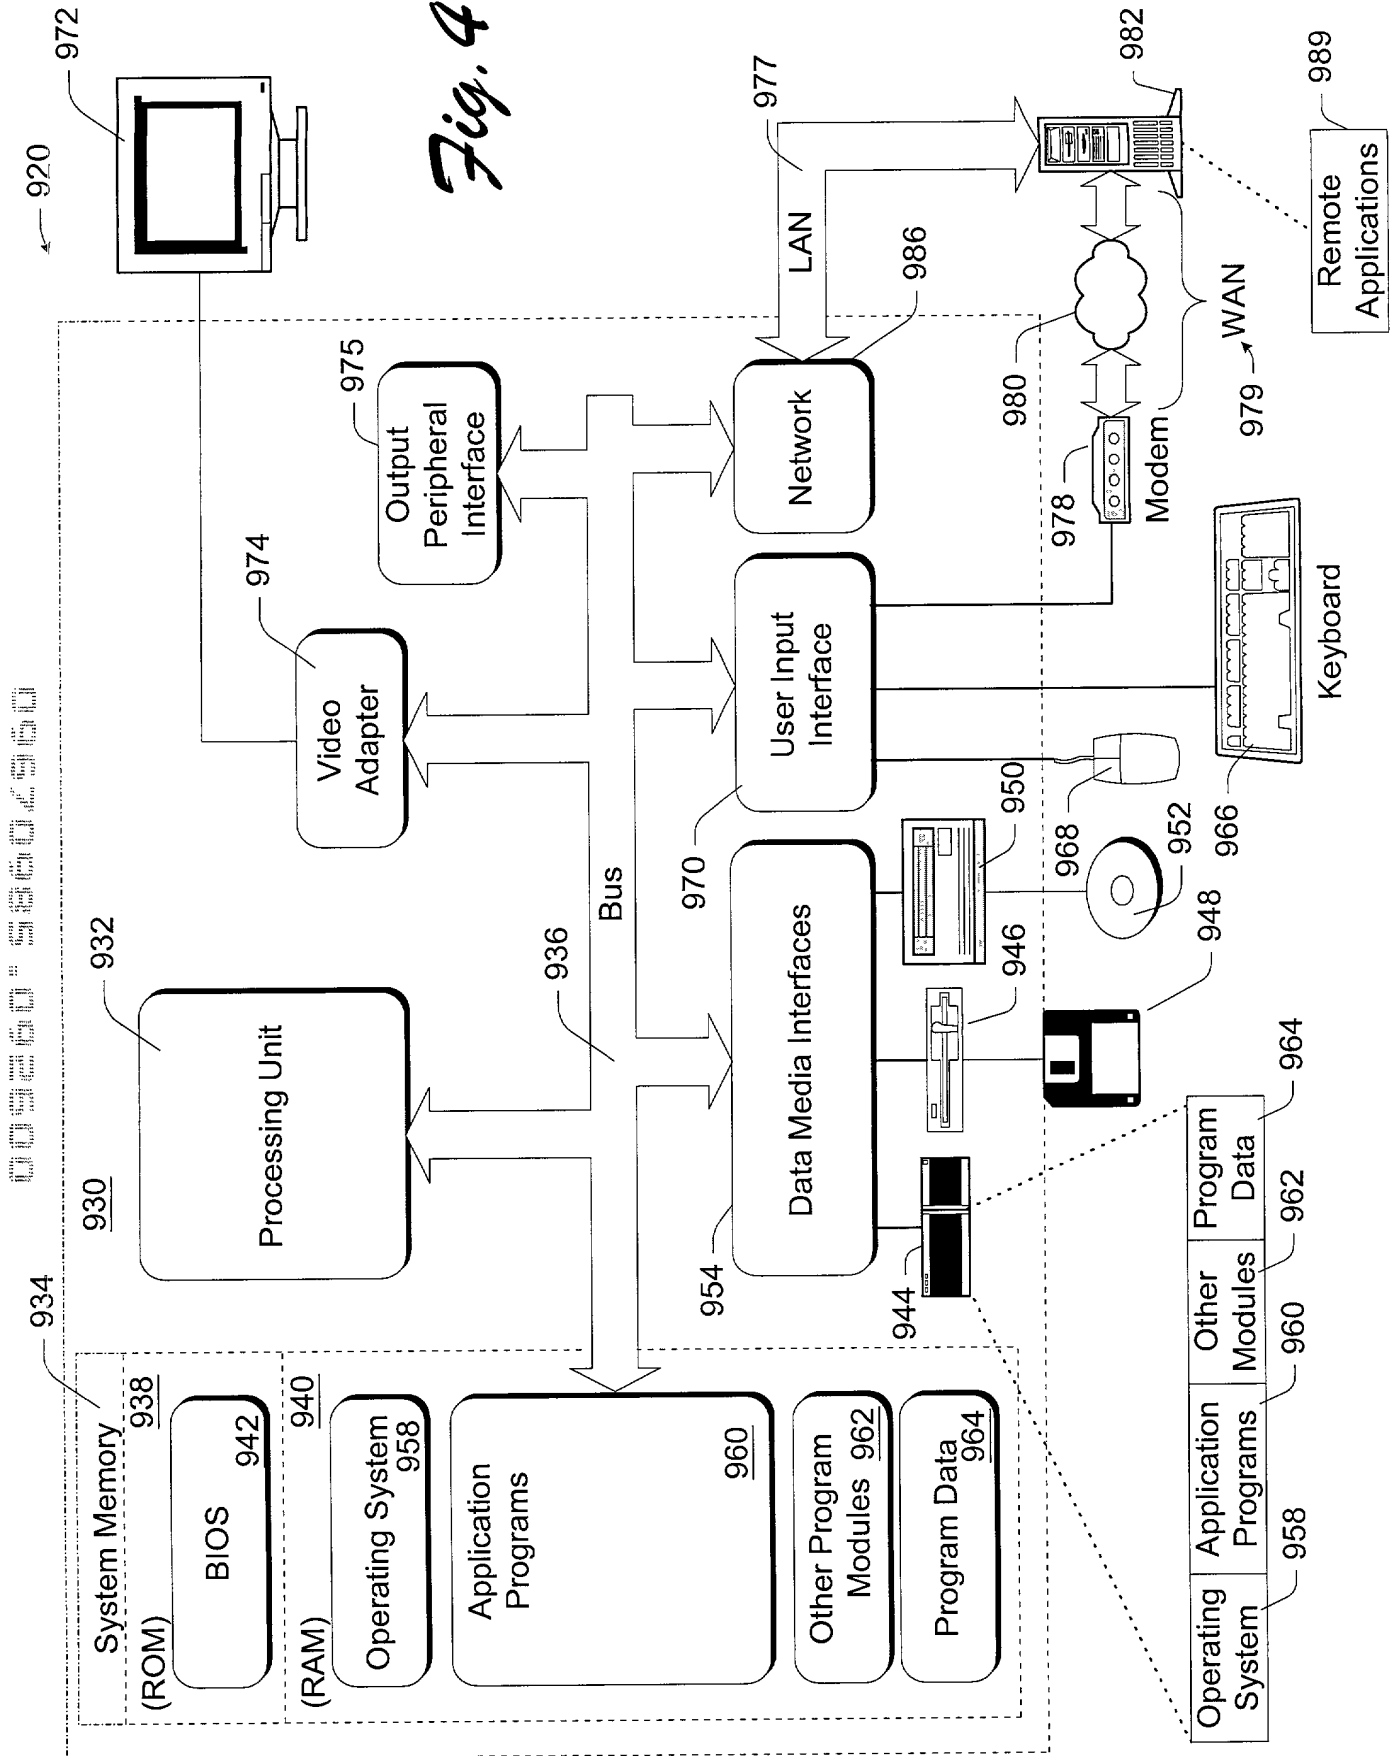 Fig. 4
920
972
934
System Memory
(ROM) 938
BIOS
942
(RAM) 940
Operating System
958
Application
Programs
960
Other Program
Modules 962
Program Data
964
930
932
Processing Unit
936
Bus
974
Video
Adapter
975
Output
Peripheral
Interface
954
Data Media Interfaces
970
User Input
Interface
Network
986
LAN
977
944
946
950
948
952
968
966
Keyboard
978
Modem
980
979
WAN
982
989
Remote
Applications
Operating
System
958
Application
Programs
960
Other
Modules
962
Program
Data
964